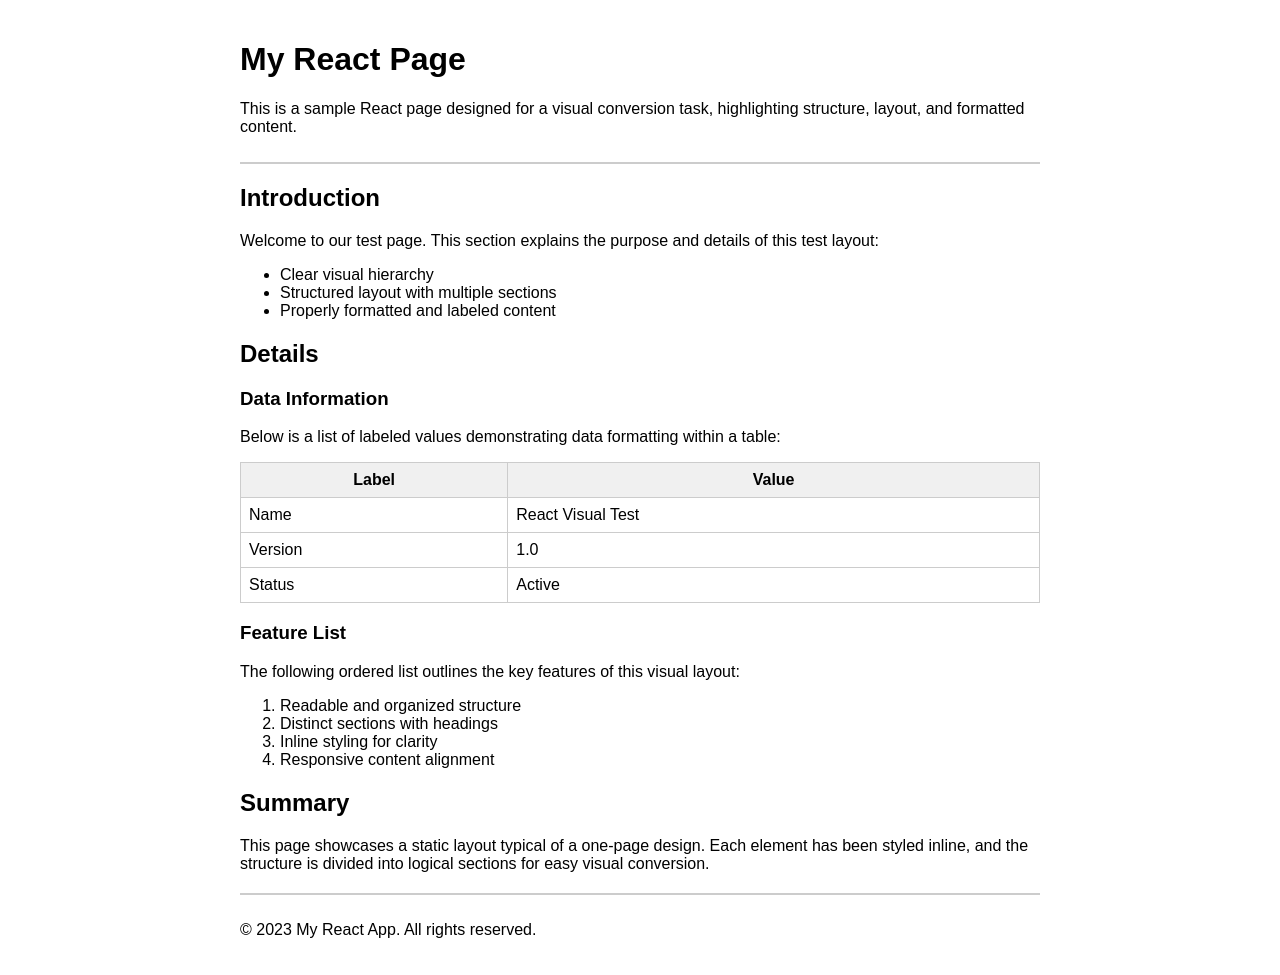 My React Page
This is a sample React page designed for a visual conversion task, highlighting structure, layout, and formatted
content.
Introduction
Welcome to our test page. This section explains the purpose and details of this test layout:
• Clear visual hierarchy
• Structured layout with multiple sections
• Properly formatted and labeled content
Details
Data Information
Below is a list of labeled values demonstrating data formatting within a table:
Label Value
Name React Visual Test
Version 1.0
Status Active
Feature List
The following ordered list outlines the key features of this visual layout:
1. Readable and organized structure
2. Distinct sections with headings
3. Inline styling for clarity
4. Responsive content alignment
Summary
This page showcases a static layout typical of a one-page design. Each element has been styled inline, and the
structure is divided into logical sections for easy visual conversion.
© 2023 My React App. All rights reserved.